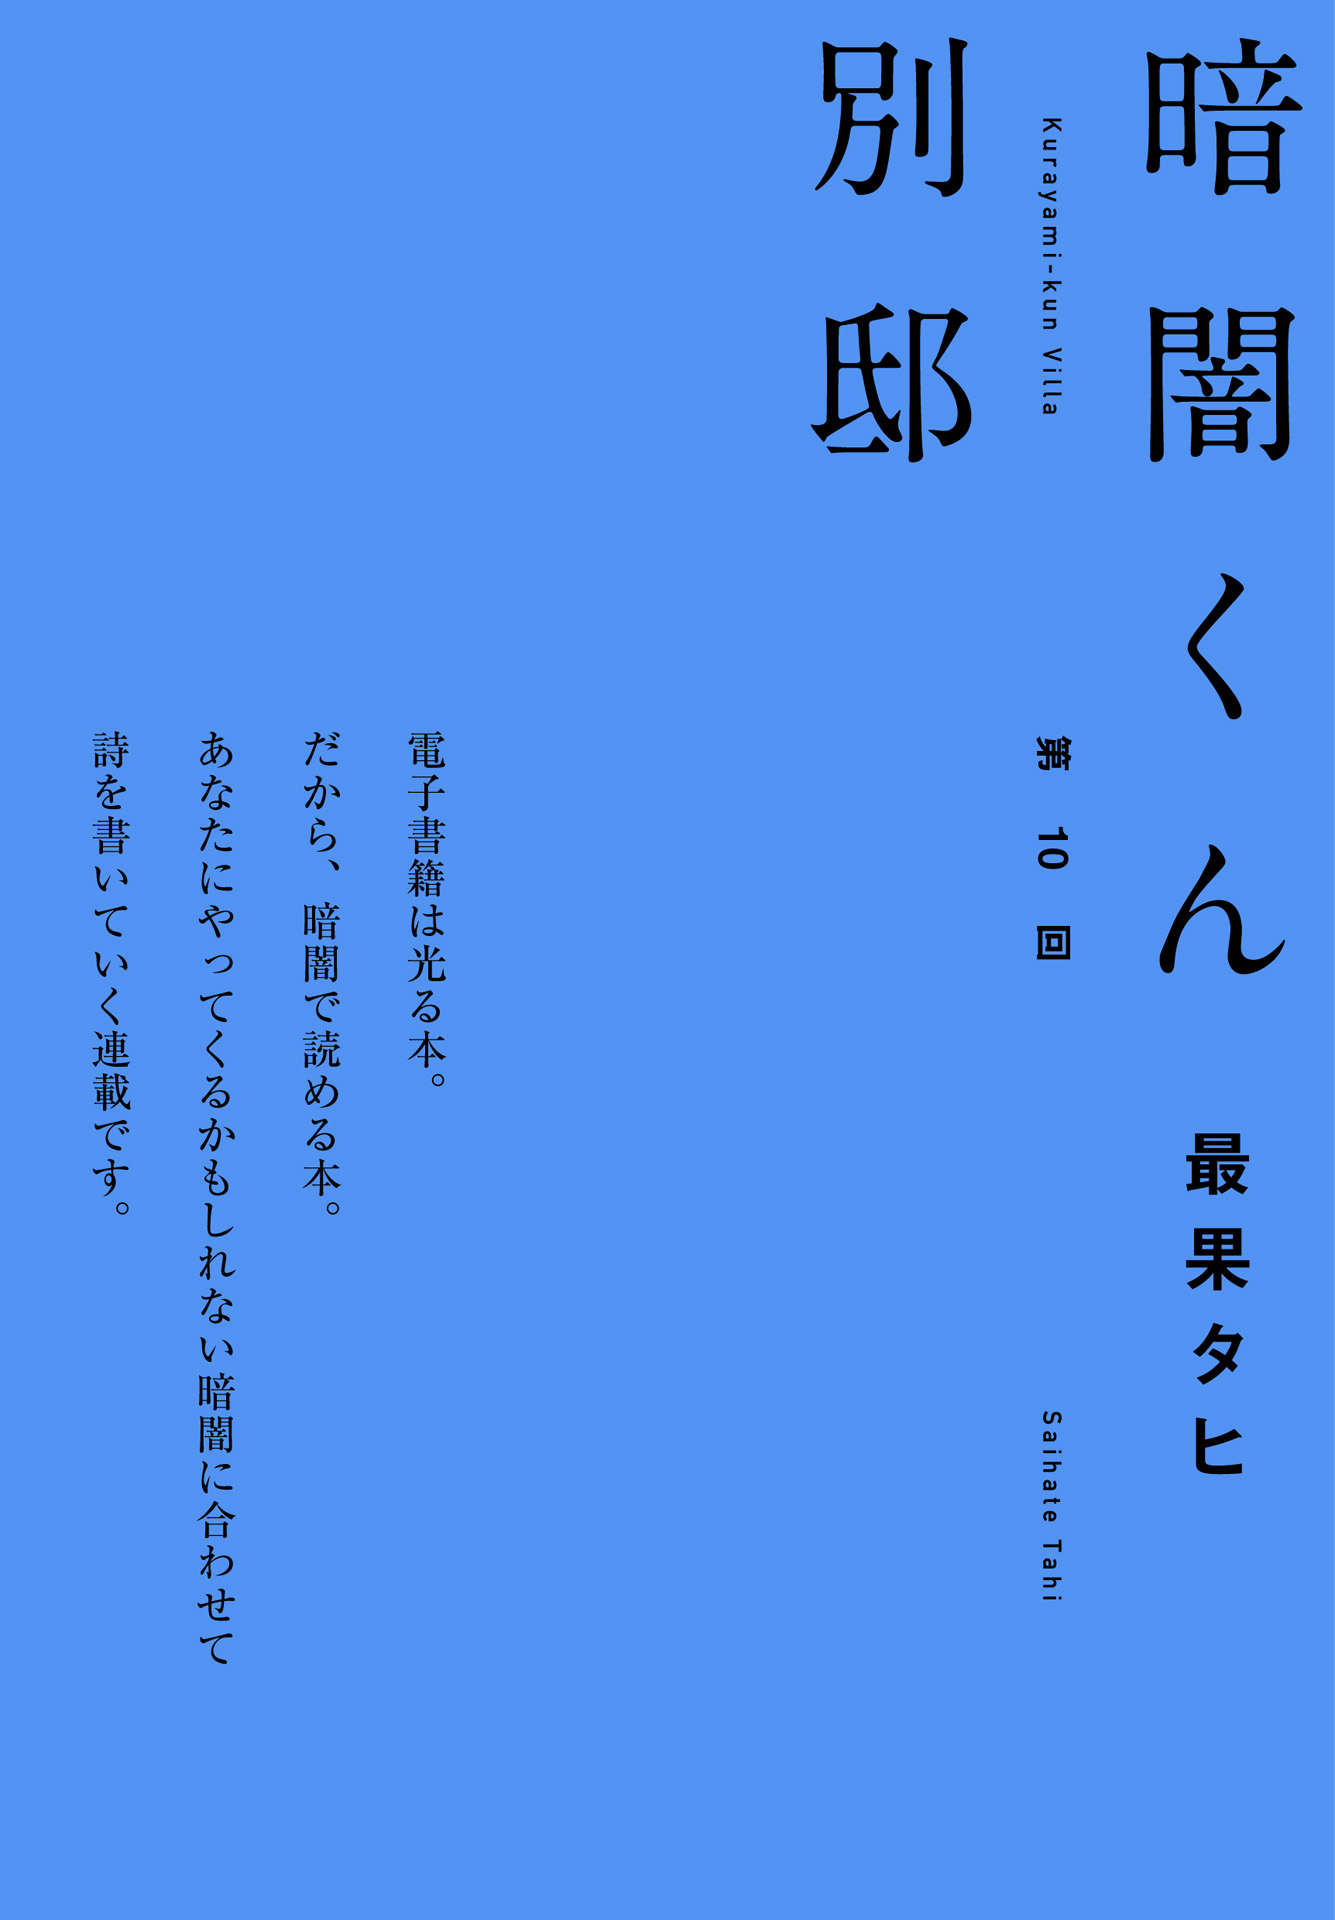 暗闇くん
最果タヒ
Kurayami-kun Villa
第10回
Saihate Tahi
別邸
電子書籍は光る本。
だから、暗闇で読める本。
あなたにやってくるかもしれない暗闇に合わせて
詩を書いていく連載です。